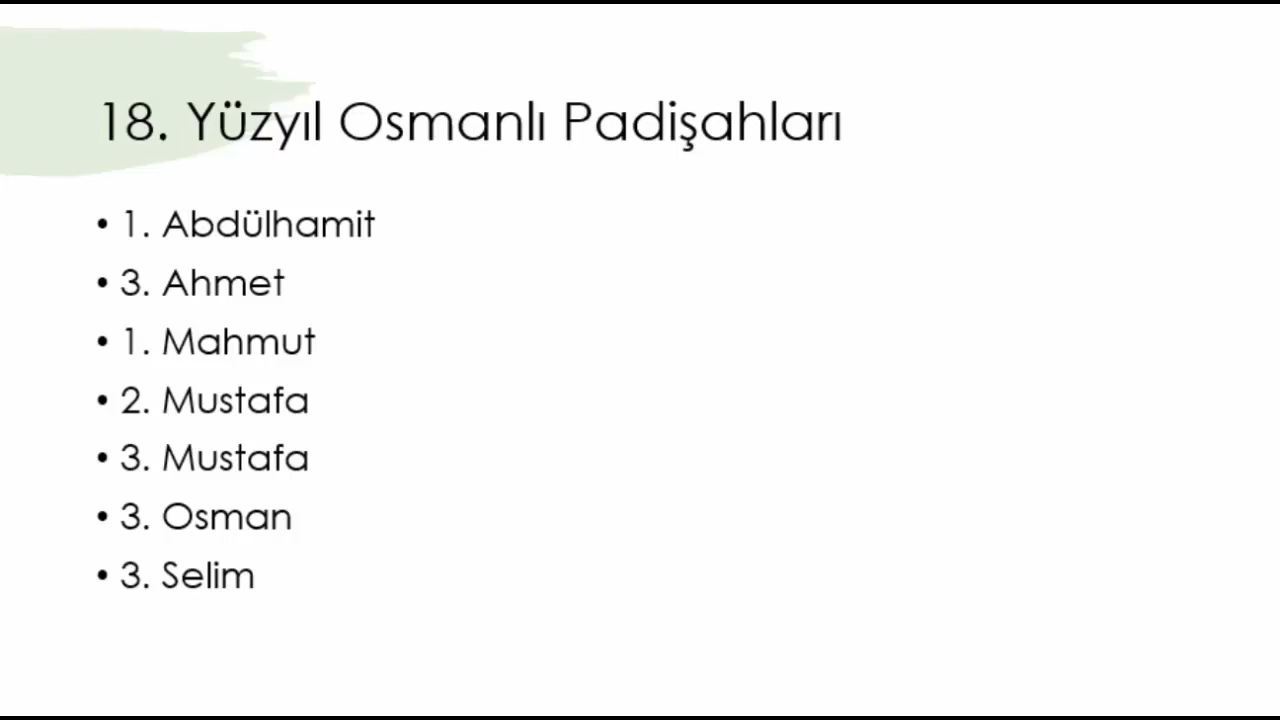 18. Yüzyıl Osmanlı Padişahları
• 1. Abdülhamit
• 3. Ahmet
• 1. Mahmut
• 2. Mustafa
• 3. Mustafa
• 3. Osman
• 3. Selim